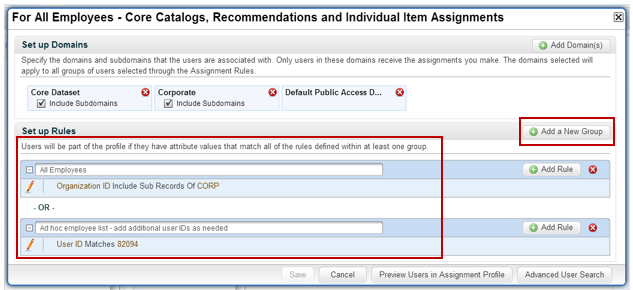 For All Employees - Core Catalogs, Recommendations and Individual Item Assignments
Set up Domains
Add Domain(s)
Specify the domains and subdomains that the users are associated with. Only users in these domains receive the assignments you make. The domains selected
will apply to all groups of users selected through the Assignment Rules.
Core Dataset
Include Subdomains
Corporate
Include Subdomains
Default Public Access D...
Set up Rules
Add a New Group
Users will be part of the profile if they have attribute values that match all of the rules defined within at least one group.
All Employees
Add Rule
Organization ID Include Sub Records Of CORP
- OR -
Ad hoc employee list - add additional user IDs as needed
Add Rule
User ID Matches 82094
Save
Cancel
Preview Users in Assignment Profile
Advanced User Search